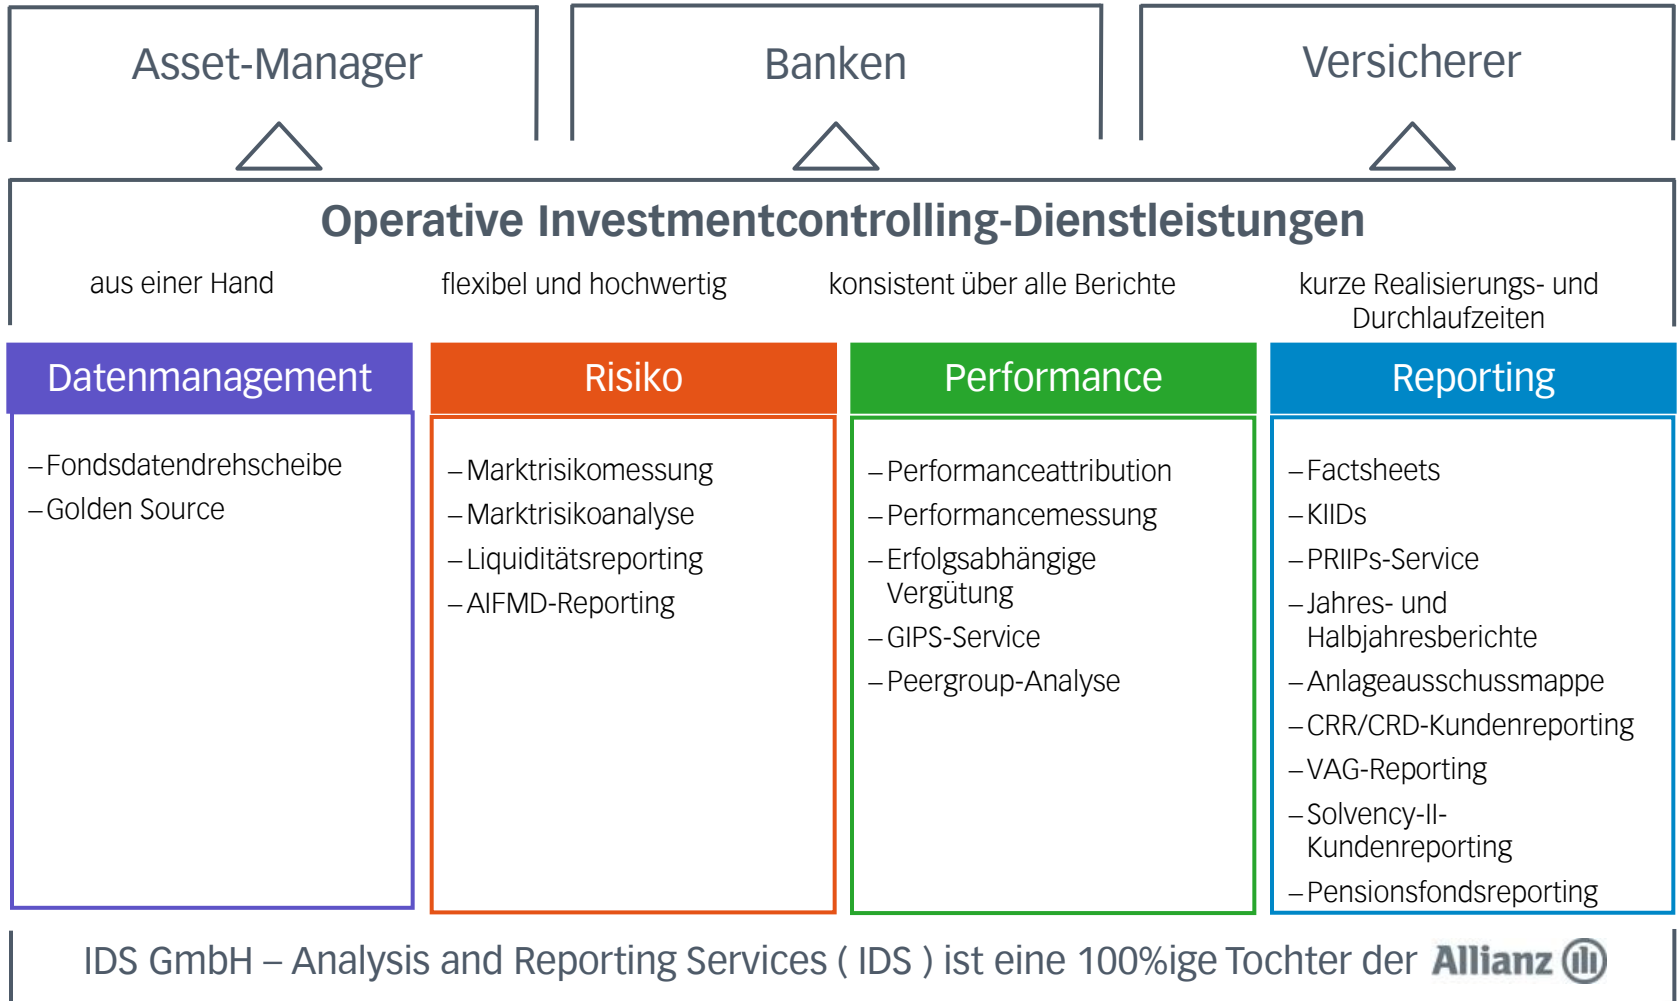 Asset-Manager
Banken
Versicherer
Operative Investmentcontrolling-Dienstleistungen
aus einer Hand
flexibel und hochwertig
konsistent über alle Berichte
kurze Realisierungs- und
Durchlaufzeiten
Datenmanagement
– Fondsdatendrehscheibe
– Golden Source
Risiko
– Marktrisikomessung
– Marktrisikoanalyse
– Liquiditätsreporting
– AIFMD-Reporting
Performance
– Performanceattribution
– Performancemessung
– Erfolgsabhängige
Vergütung
– GIPS-Service
– Peergroup-Analyse
Reporting
– Factsheets
– KIIDs
– PRIIPs-Service
– Jahres- und
Halbjahresberichte
– Anlageausschussmappe
– CRR/CRD-Kundenreporting
– VAG-Reporting
– Solvency-II-
Kundenreporting
– Pensionsfondsreporting
IDS GmbH – Analysis and Reporting Services ( IDS ) ist eine 100%ige Tochter der Allianz